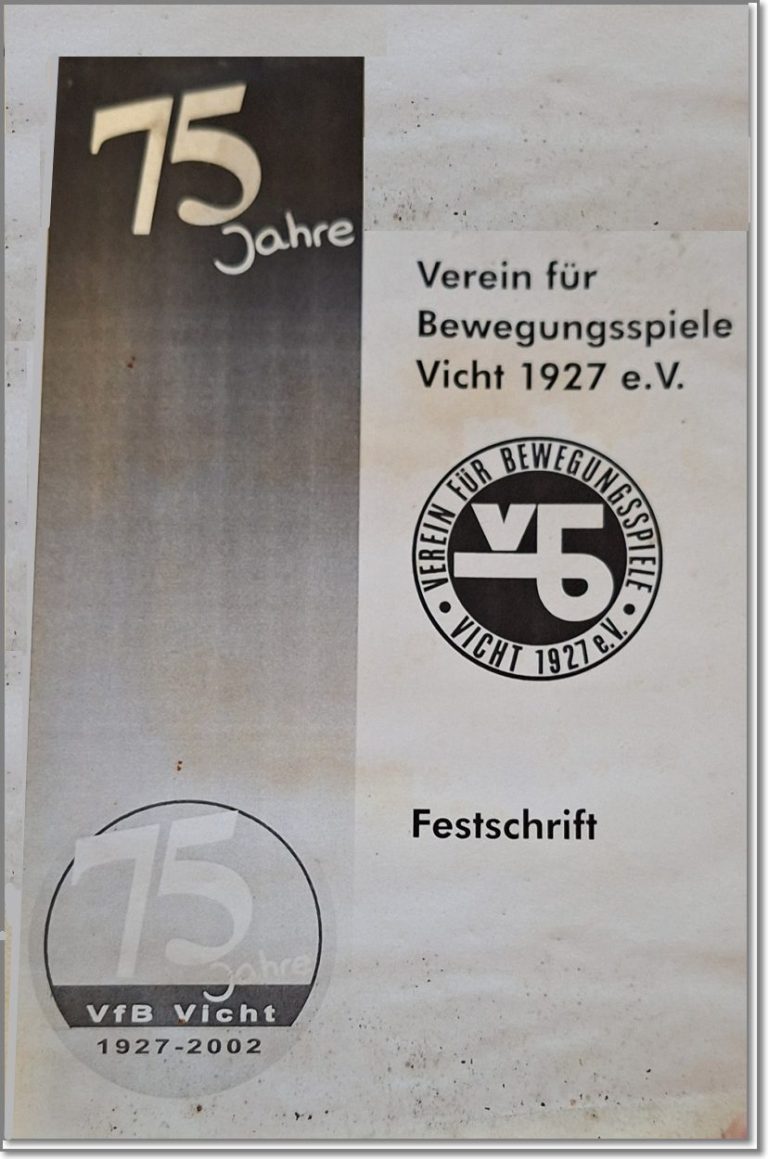 75
Jahre
Verein für
Bewegungsspiele
Vicht 1927 e.V.
VEREIN FÜR BEWEGUNGSSPIELE
VfB
• VICHT 1927 e.V. •
Festschrift
75
Jahre
VfB Vicht
1927-2002